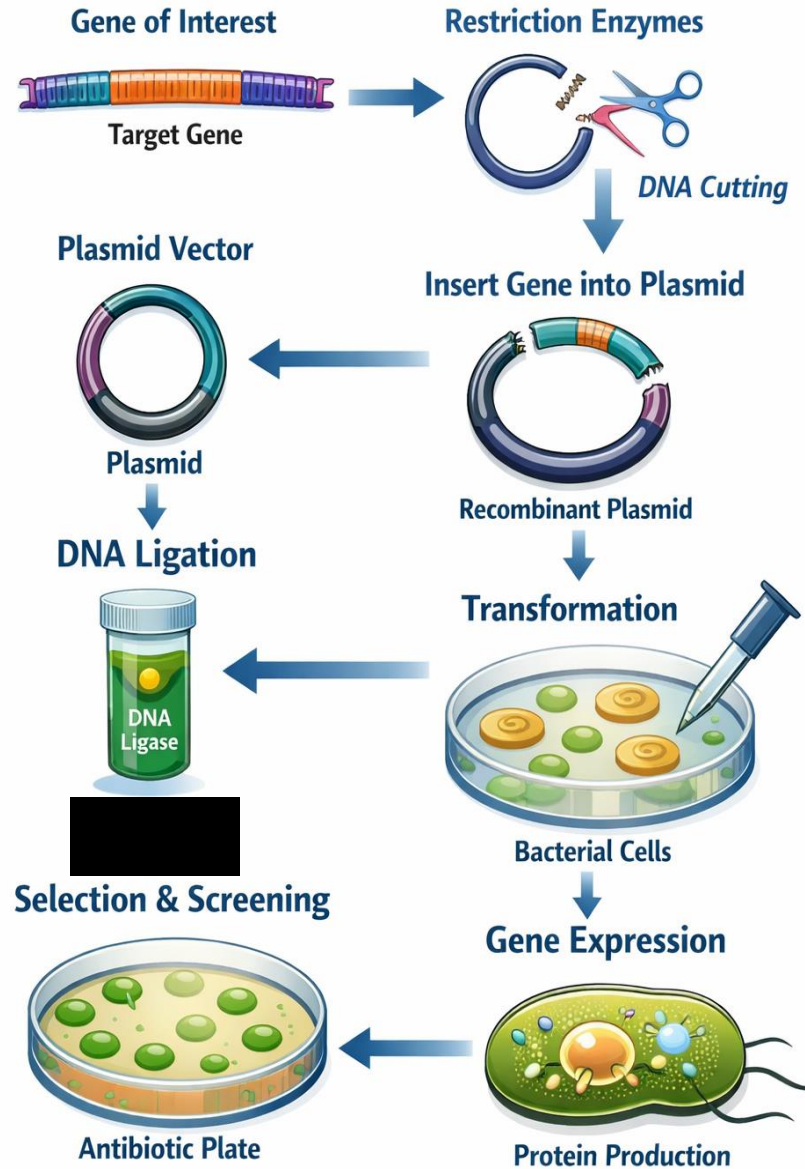 Gene of Interest
Target Gene
Restriction Enzymes
DNA Cutting
Plasmid Vector
Plasmid
Insert Gene into Plasmid
Recombinant Plasmid
DNA Ligation
DNA
Ligase
Transformation
Bacterial Cells
Selection & Screening
Antibiotic Plate
Gene Expression
Protein Production